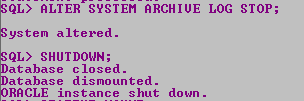 SQL> ALTER SYSTEM ARCHIVE LOG STOP;
System altered.
SQL> SHUTDOWN;
Database closed.
Database dismounted.
ORACLE instance shut down.